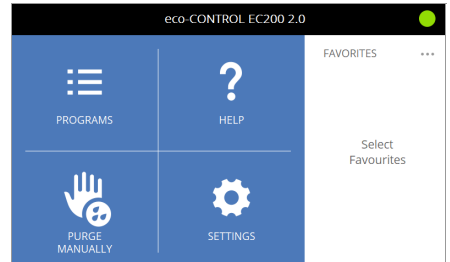 eco-CONTROL EC200 2.0
FAVORITES
PROGRAMS
HELP
Select
Favourites
PURGE
MANUALLY
SETTINGS